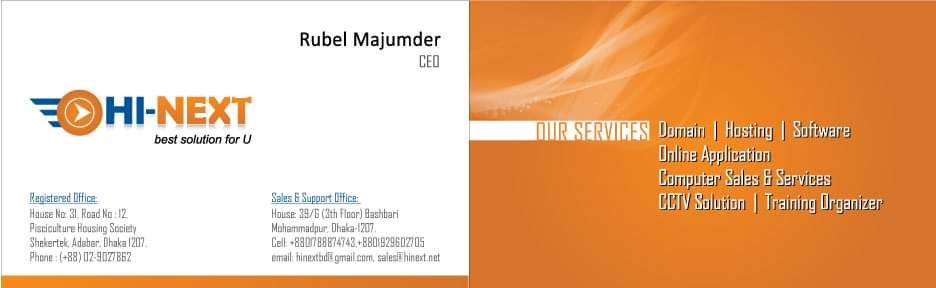 Rubel Majumder
CEO
HI-NEXT
best solution for U
Registered Office:
House No: 31, Road No : 12,
Pisciculture Housing Society
Shekertek, Adabar, Dhaka 1207.
Phone : (+88) 02-9027862
Sales & Support Office:
House: 39/G (3th Floor) Bashbari
Mohammadpur, Dhaka-1207.
Cell: +8801788874743,+8801929602705
email: hinextbd@gmail.com, sales@hinext.net
OUR SERVICES
Domain | Hosting | Software
Online Application
Computer Sales & Services
CCTV Solution | Training Organizer